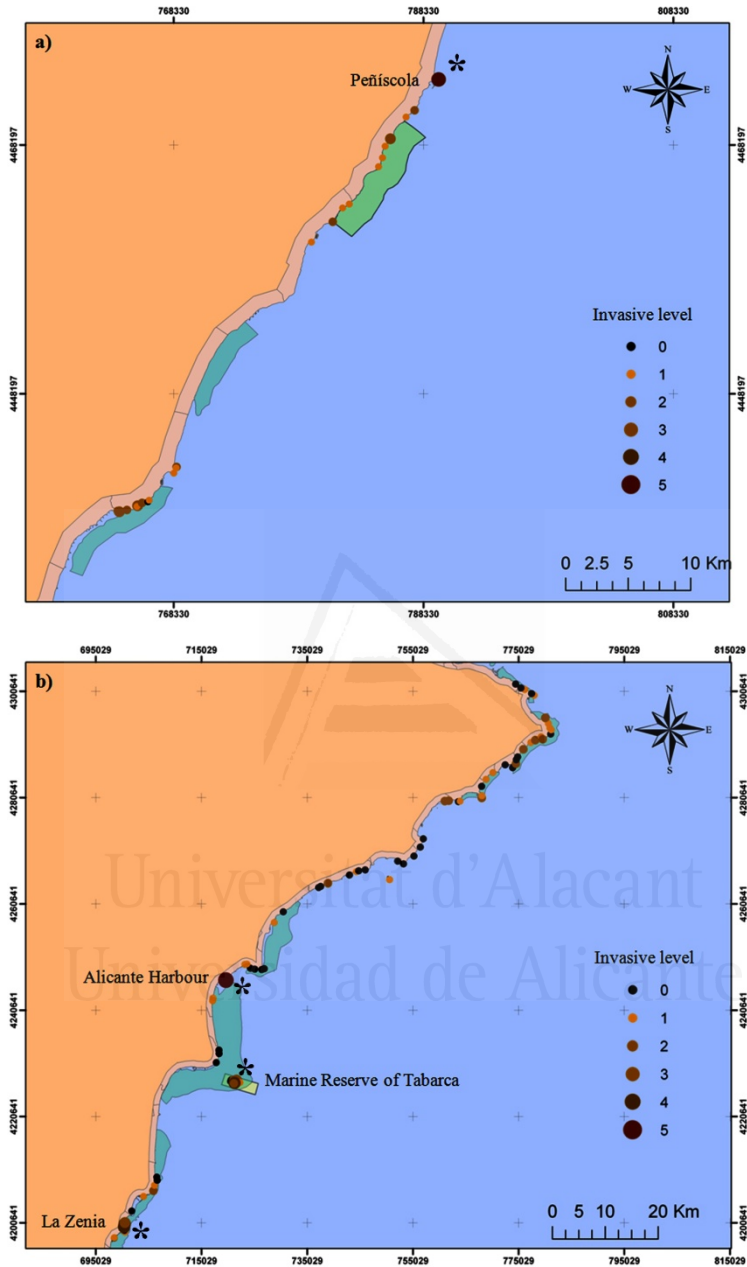 768330 788330 808330
a)
Peñíscola
*
N
W E
S
4468197 4468197
Invasive level
0
1
2
3
4
5
4448197 4448197
0 2.5 5 10 Km
768330 788330 808330
695029 715029 735029 755029 775029 795029 815029
b)
N
W E
S
4300641 4300641
4280641 4280641
Universitat d'Alacant
4260641 4260641
Universidad de Alicante
Invasive level
0
1
2
3
4
5
Alicante Harbour
*
4240641 4240641
*
Marine Reserve of Tabarca
4220641 4220641
La Zenia
*
0 5 10 20 Km
4200641 4200641
695029 715029 735029 755029 775029 795029 815029